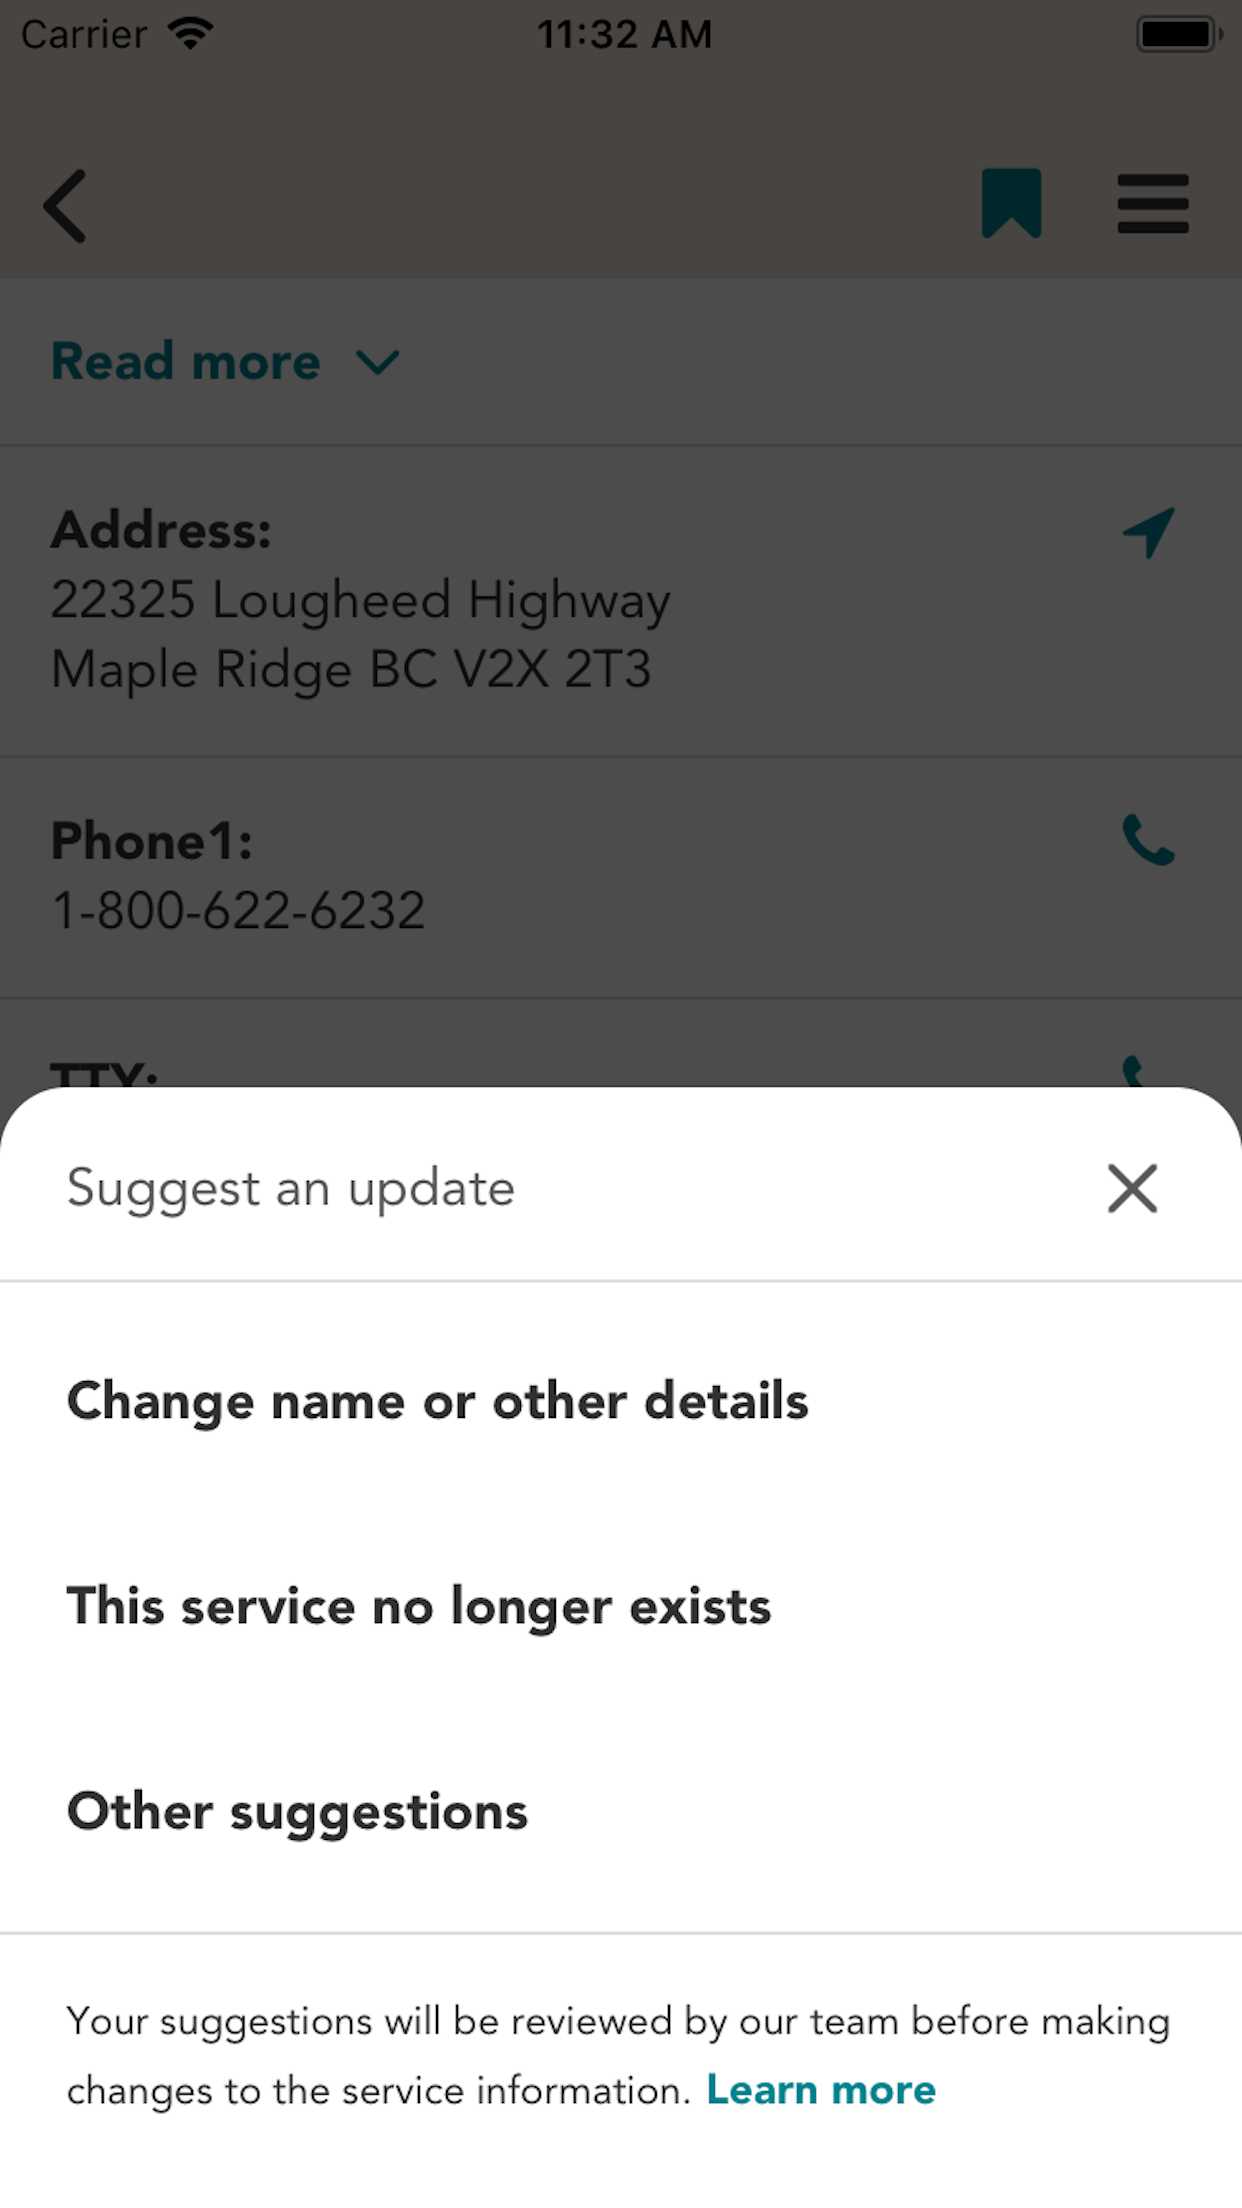 Carrier 11:32 AM
Read more
Address:
22325 Lougheed Highway
Maple Ridge BC V2X 2T3
Phone1:
1-800-622-6232
TTY:
Suggest an update
Change name or other details
This service no longer exists
Other suggestions
Your suggestions will be reviewed by our team before making
changes to the service information. Learn more